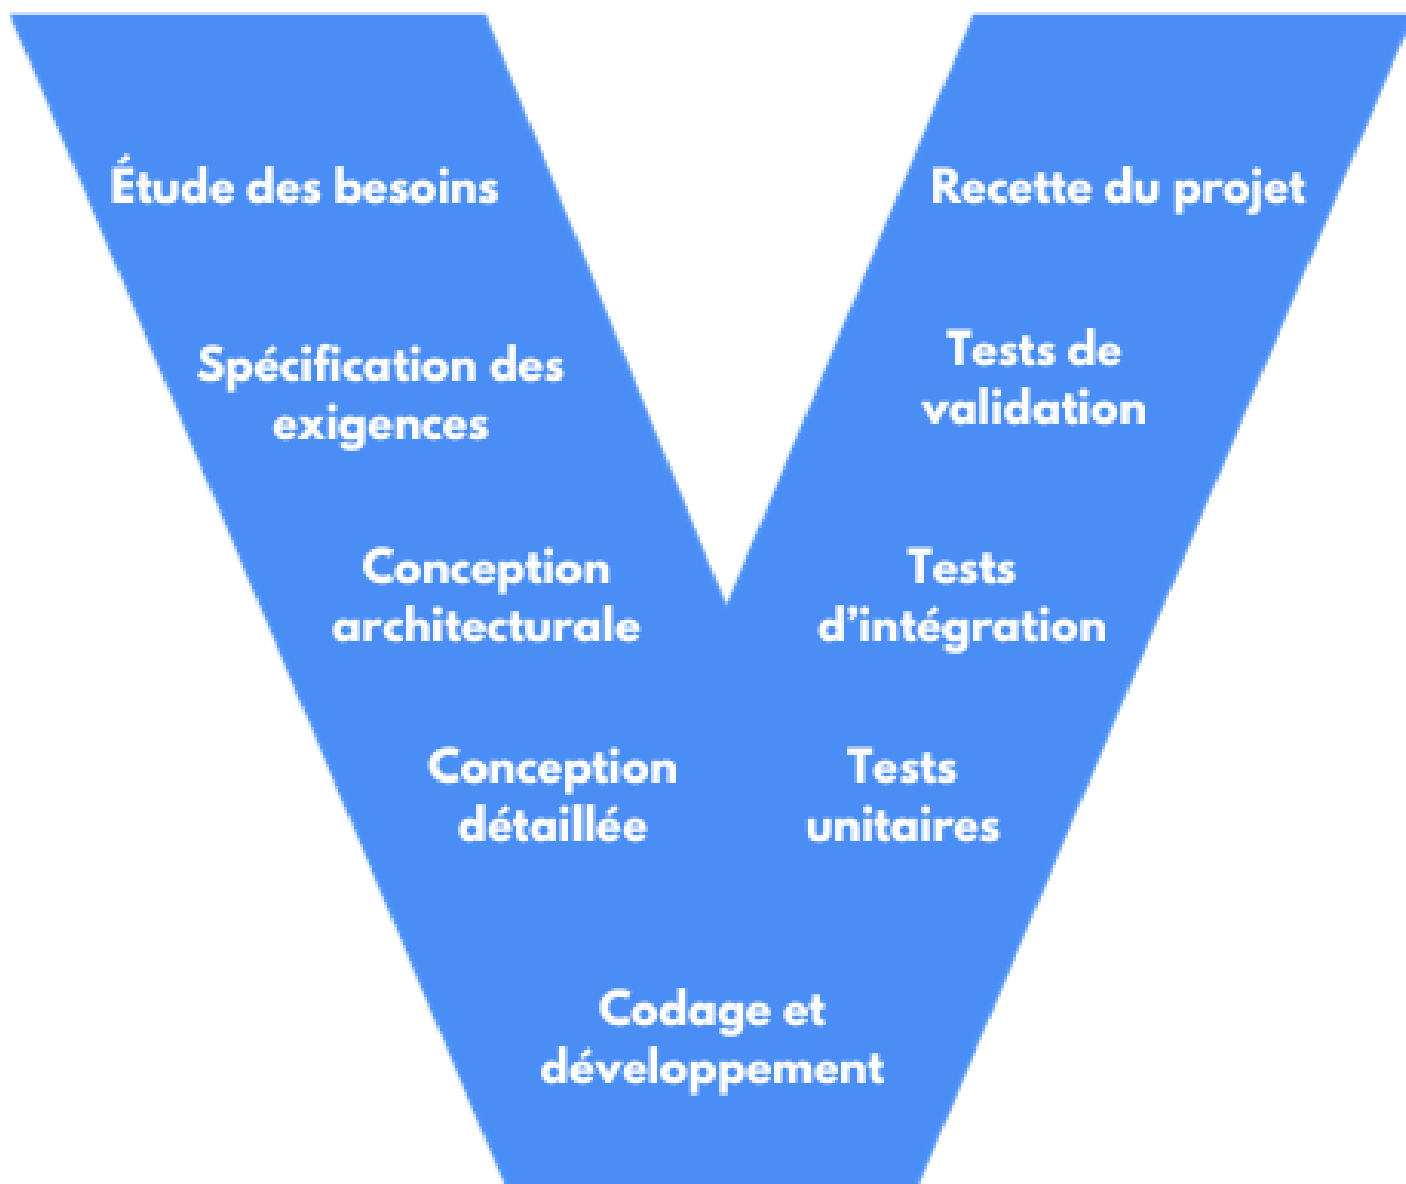 Étude des besoins
Spécification des
exigences
Conception
architecturale
Conception
détaillée
Codage et
développement
Tests
unitaires
Tests
d’intégration
Tests de
validation
Recette du projet